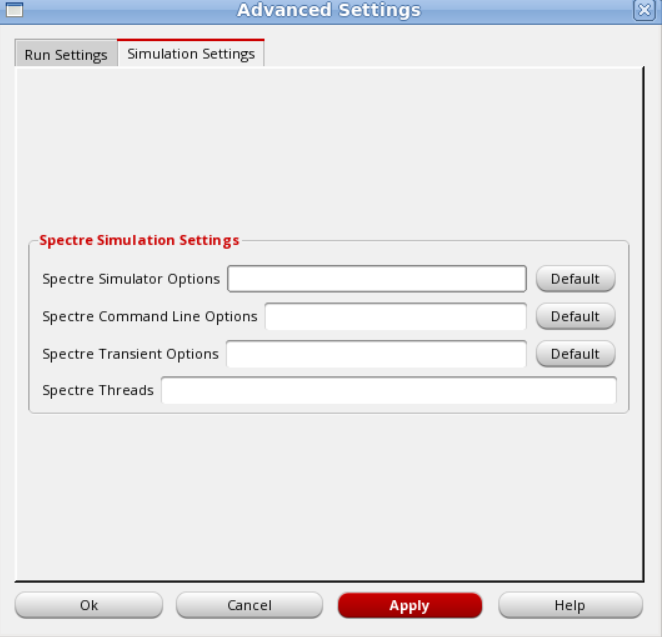 Advanced Settings
Run Settings Simulation Settings
Spectre Simulation Settings
Spectre Simulator Options Default
Spectre Command Line Options Default
Spectre Transient Options Default
Spectre Threads
Ok Cancel Apply Help